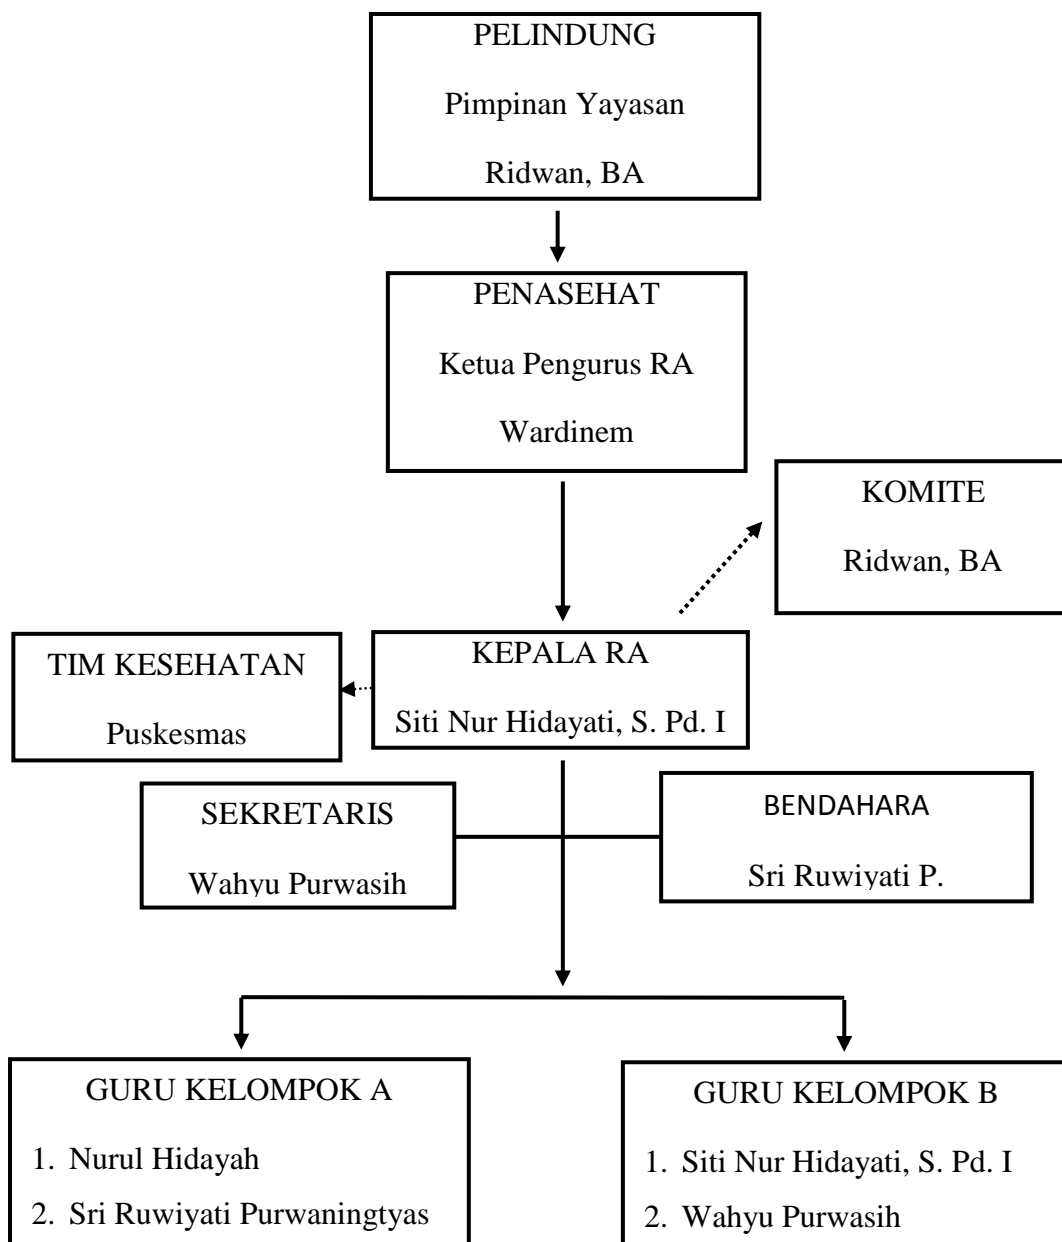 PELINDUNG
Pimpinan Yayasan
Ridwan, BA
PENASEHAT
Ketua Pengurus RA
Wardinem
KOMITE
Ridwan, BA
TIM KESEHATAN
Puskesmas
KEPALA RA
Siti Nur Hidayati, S. Pd. I
SEKRETARIS
Wahyu Purwasih
BENDAHARA
Sri Ruwiyati P.
GURU KELOMPOK A
1. Nurul Hidayah
2. Sri Ruwiyati Purwaningtyas
GURU KELOMPOK B
1. Siti Nur Hidayati, S. Pd. I
2. Wahyu Purwasih